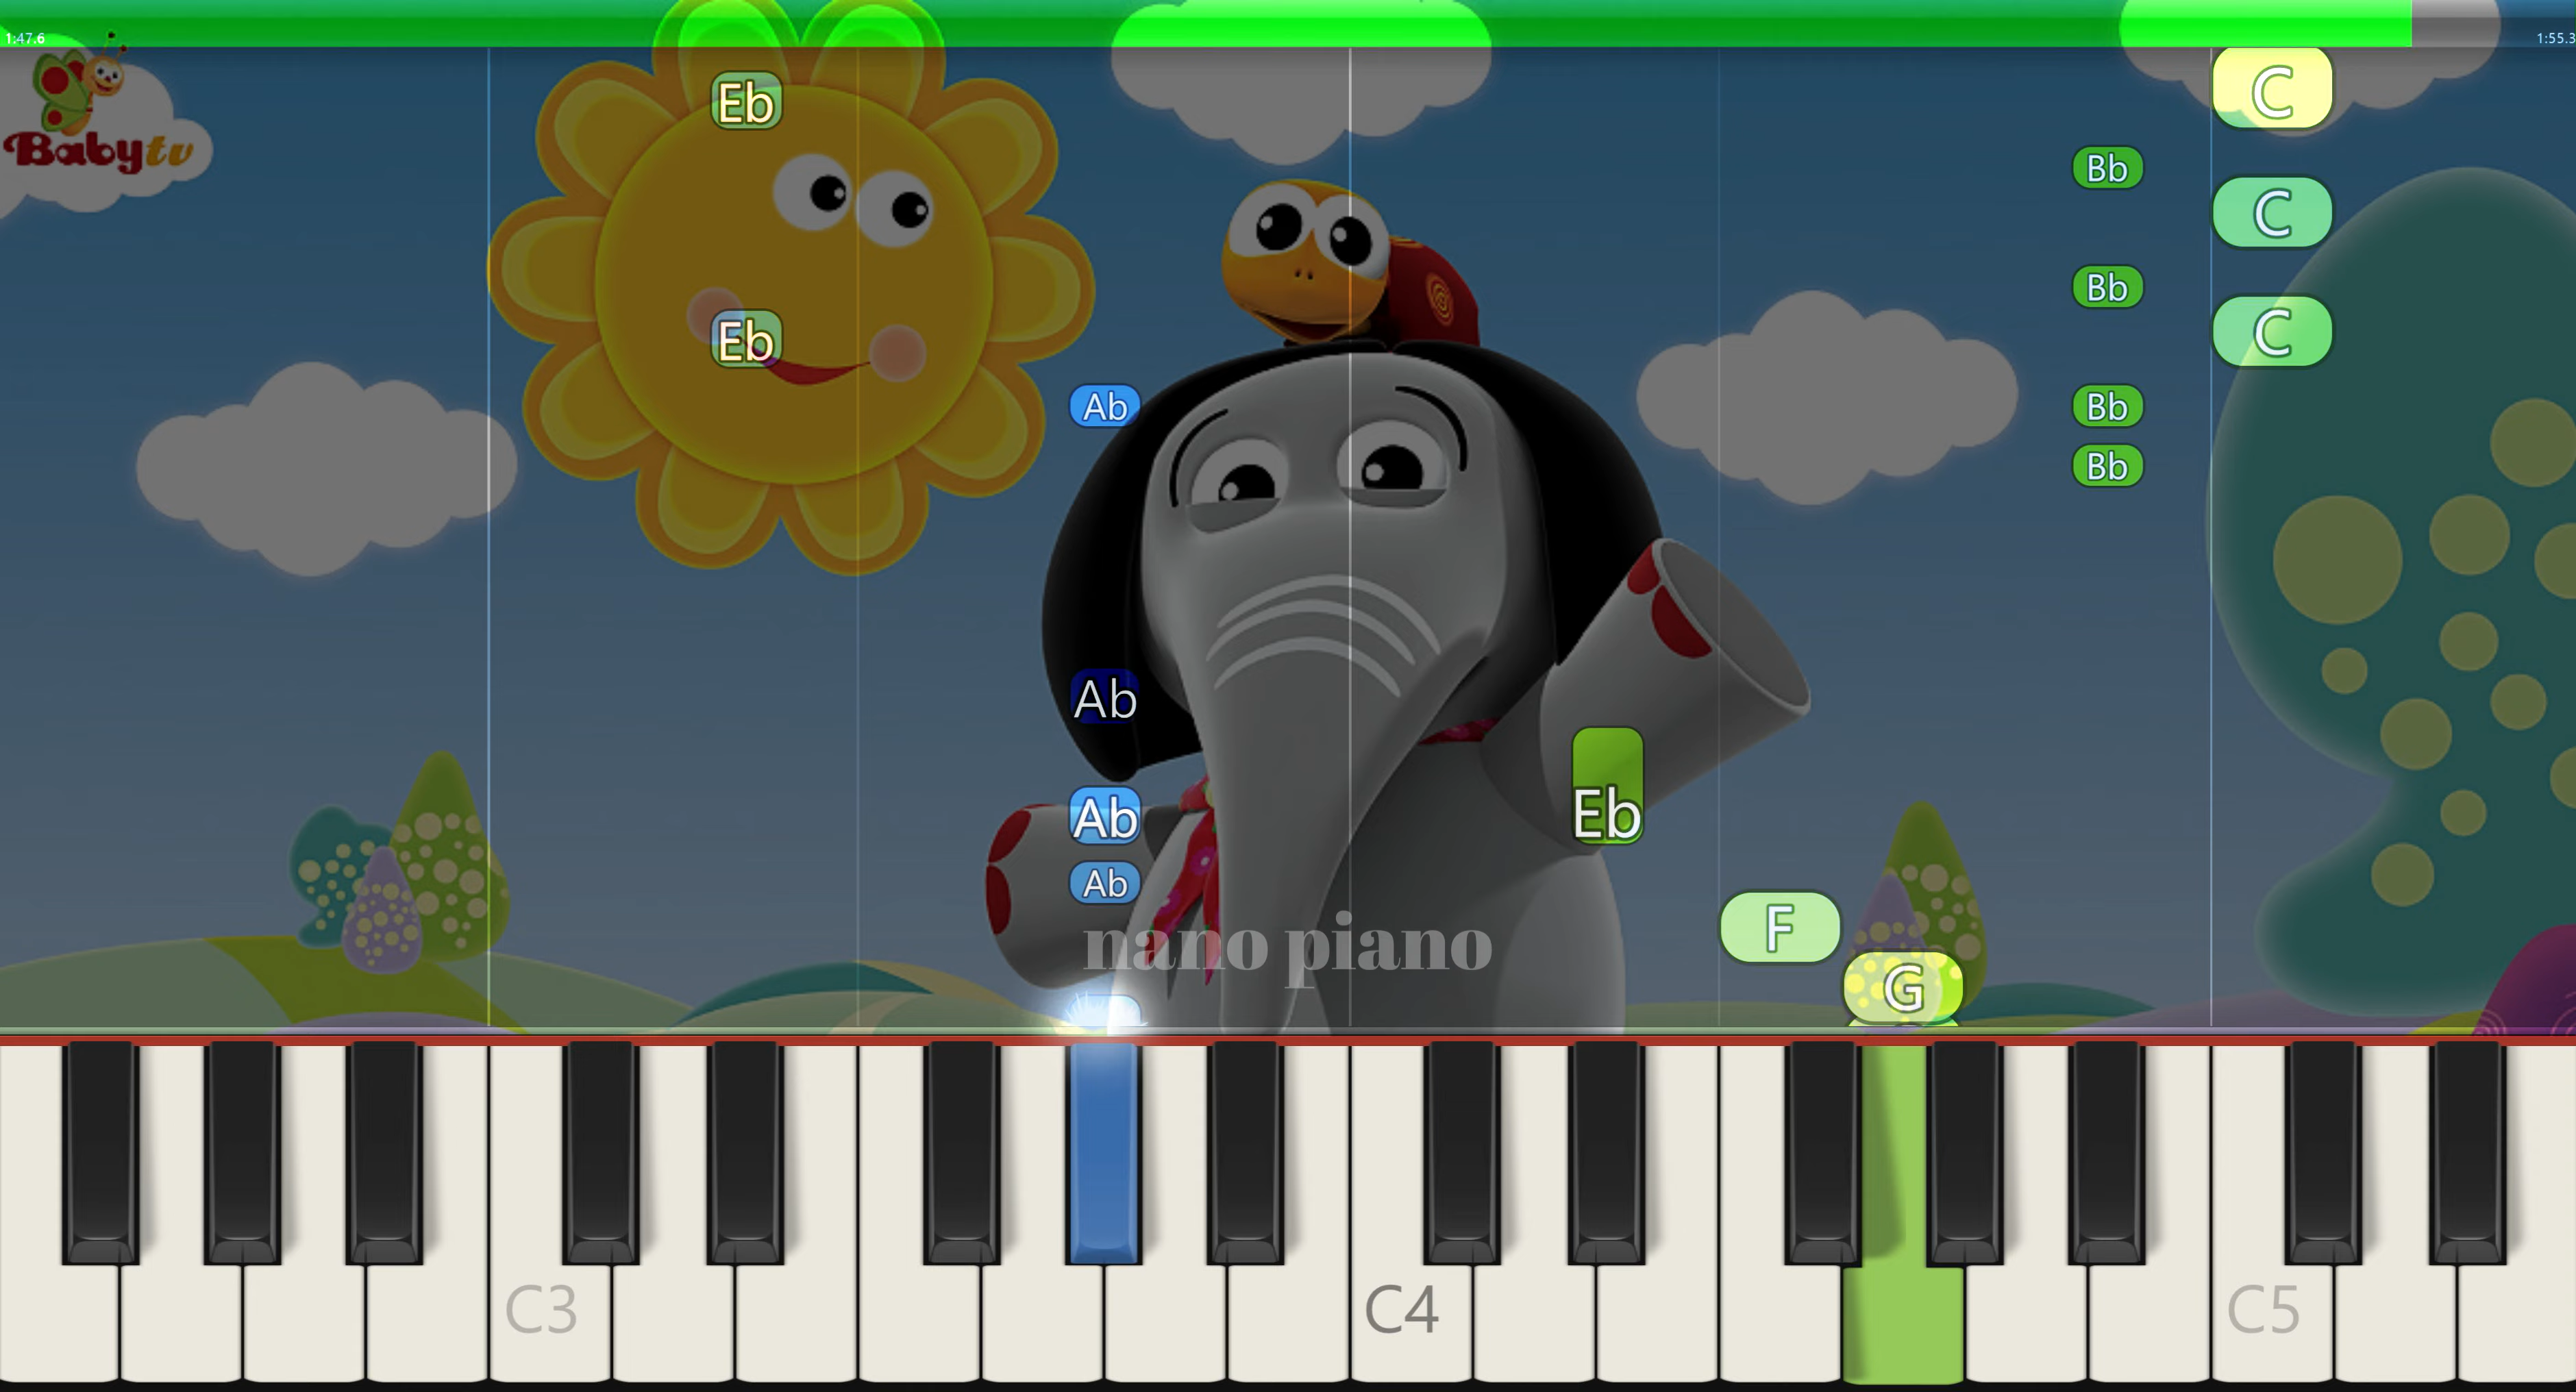 1:47.6
1:55.3
Babytv
Eb
C
Bb
C
Bb
Eb
C
Ab
Bb
Bb
Ab
Ab
Eb
Ab
F
nano piano
G
C3
C4
C5